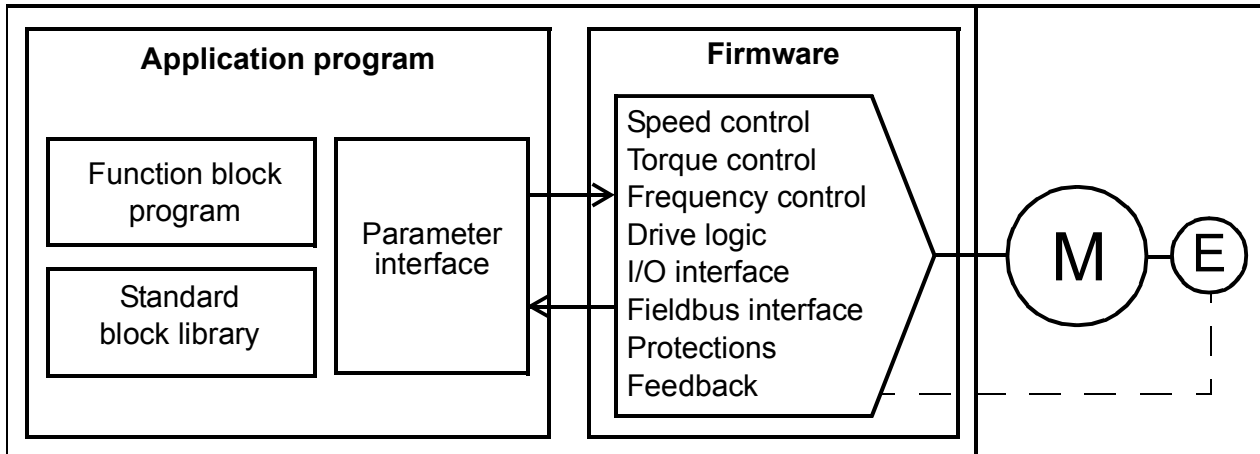 Application program
Function block
program
Standard
block library
Parameter
interface
Firmware
Speed control
Torque control
Frequency control
Drive logic
I/O interface
Fieldbus interface
Protections
Feedback
M
E